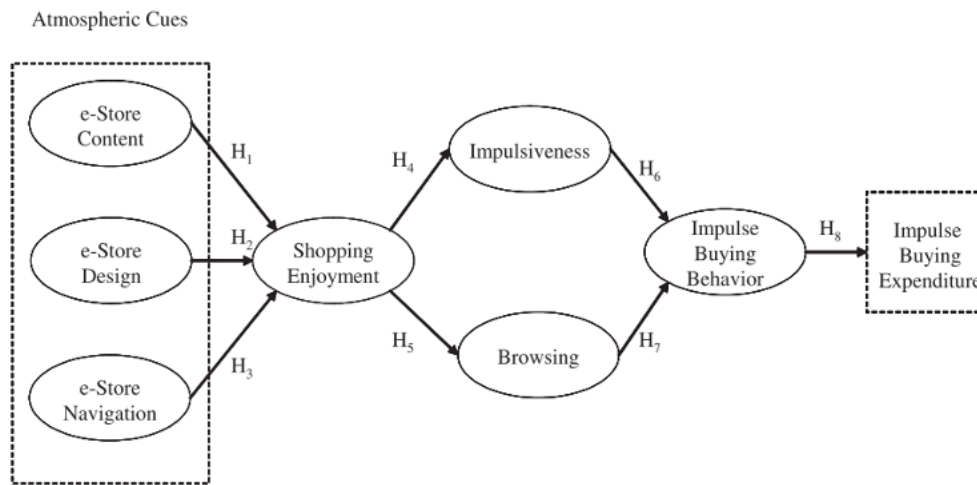 Atmospheric Cues
e-Store
Content
H1
e-Store
Design
H2
e-Store
Navigation
H3
Shopping
Enjoyment
H4
H5
Impulsiveness
Browsing
H6
H7
Impulse
Buying
Behavior
H8
Impulse
Buying
Expenditure